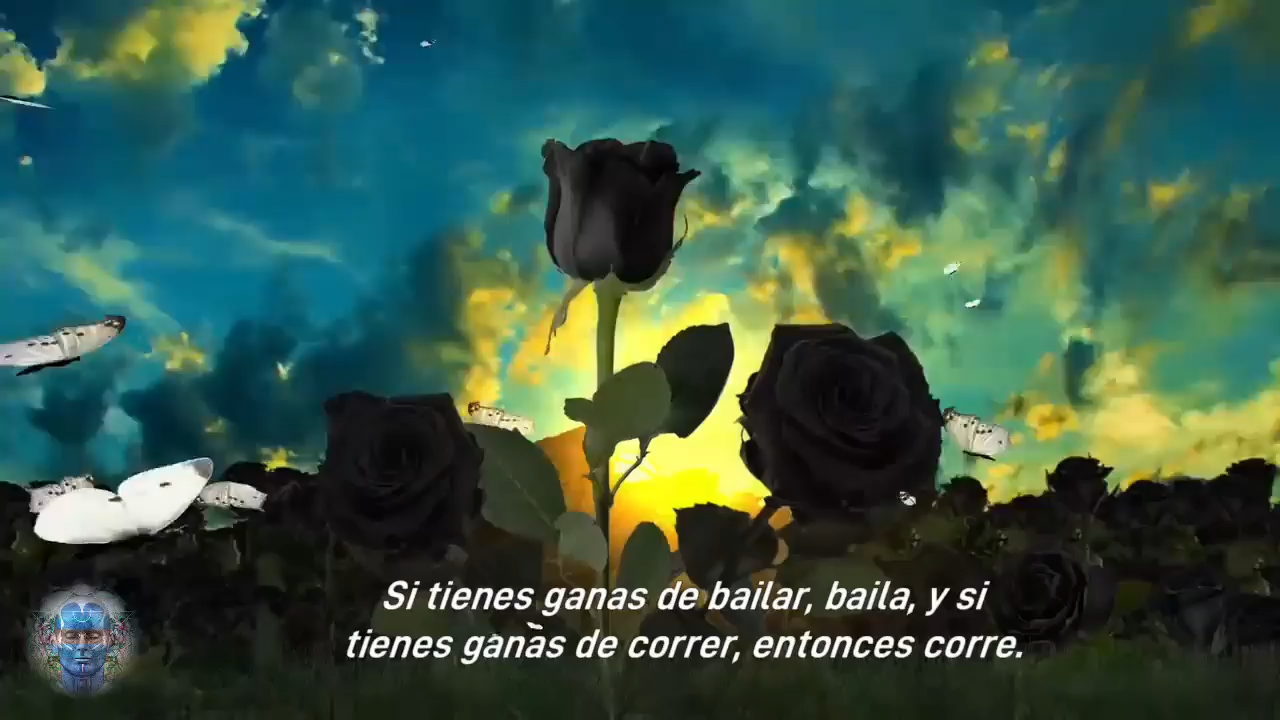 Si tienes ganas de bailar, baila, y si
tienes ganas de correr, entonces corre.